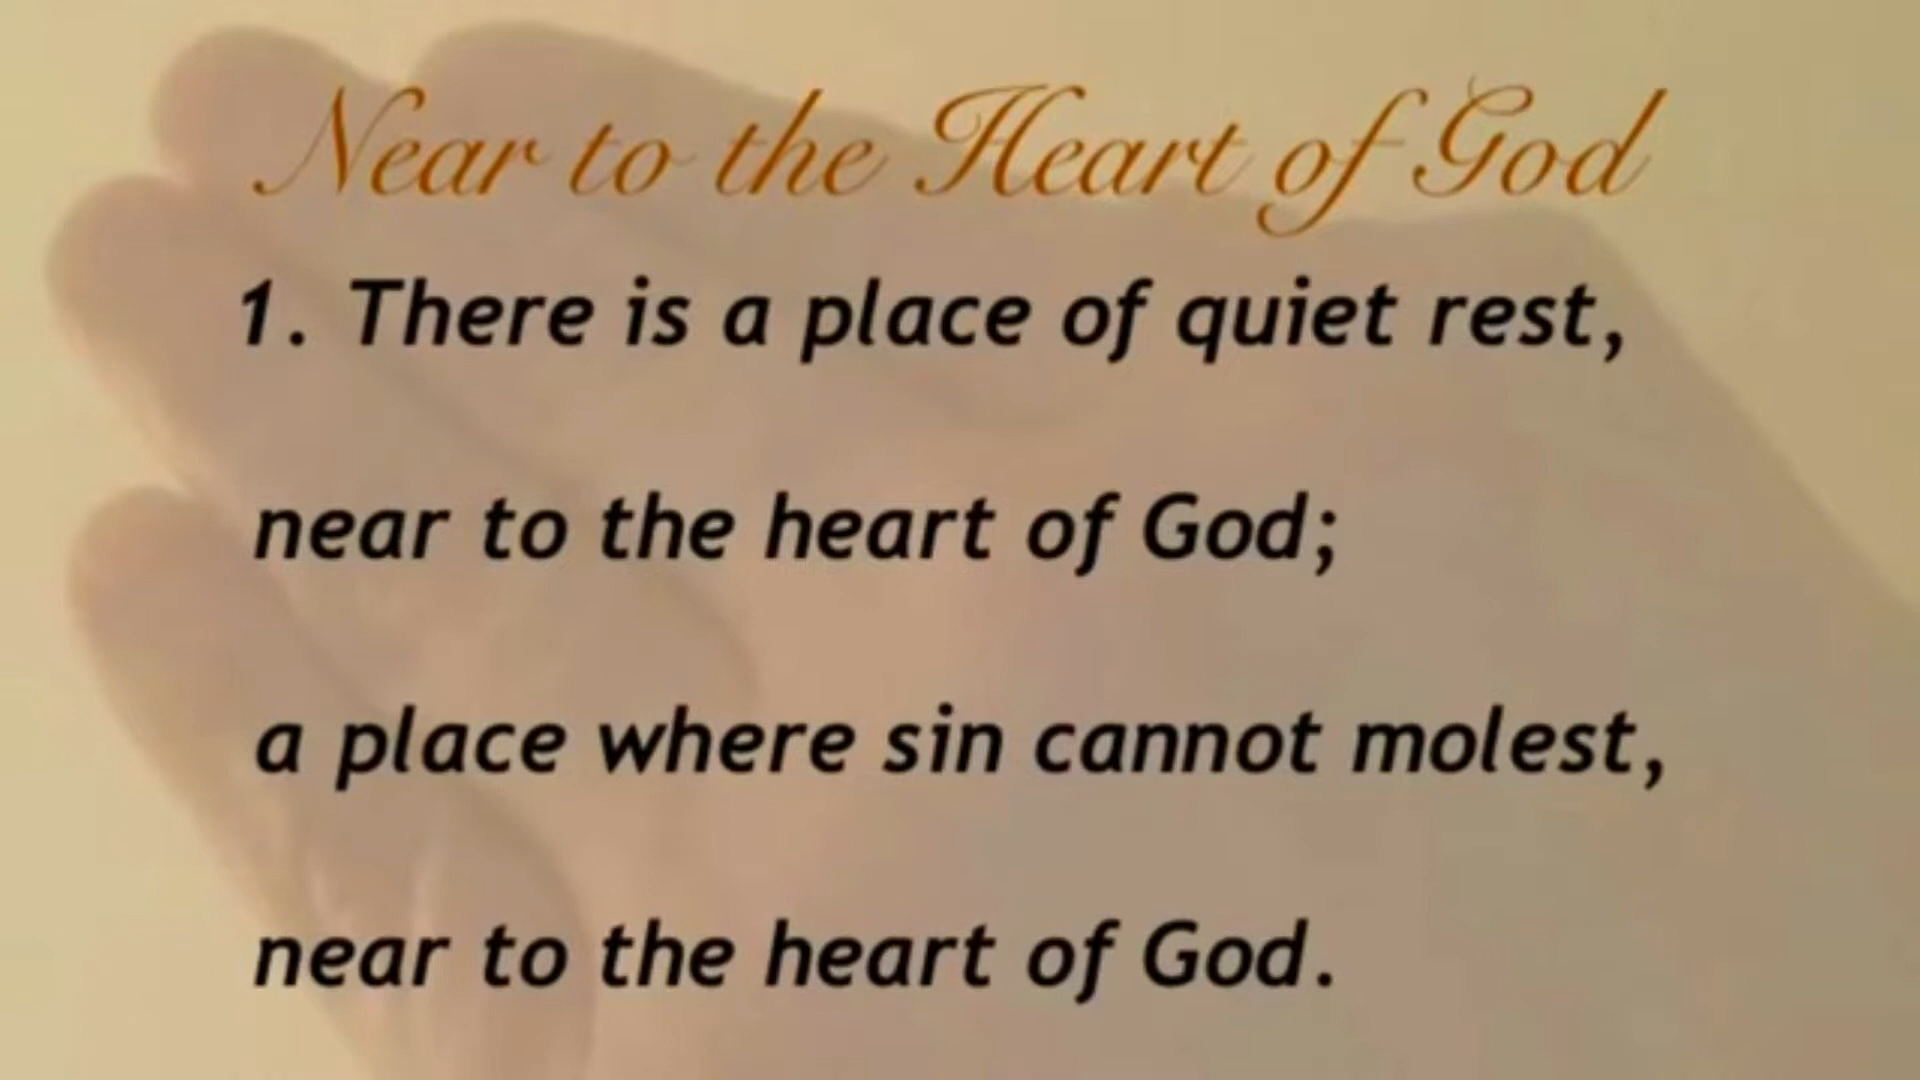 Near to the Heart of God
1. There is a place of quiet rest,
near to the heart of God;
a place where sin cannot molest,
near to the heart of God.